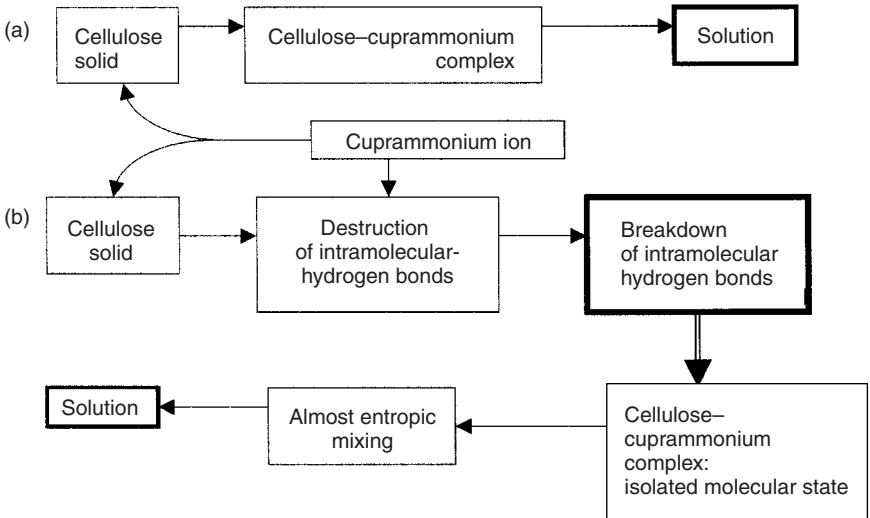 (a)
Cellulose
solid
Cellulose–cuprammonium
complex
Solution
Cuprammonium ion
(b)
Cellulose
solid
Destruction
of intramolecular-
hydrogen bonds
Breakdown
of intramolecular
hydrogen bonds
Solution
Almost entropic
mixing
Cellulose–
cuprammonium
complex:
isolated molecular state